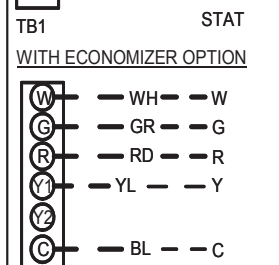 TB1 STAT
WITH ECONOMIZER OPTION
W WH W
G GR G
R RD R
Y1 YL Y
Y2
C BL C